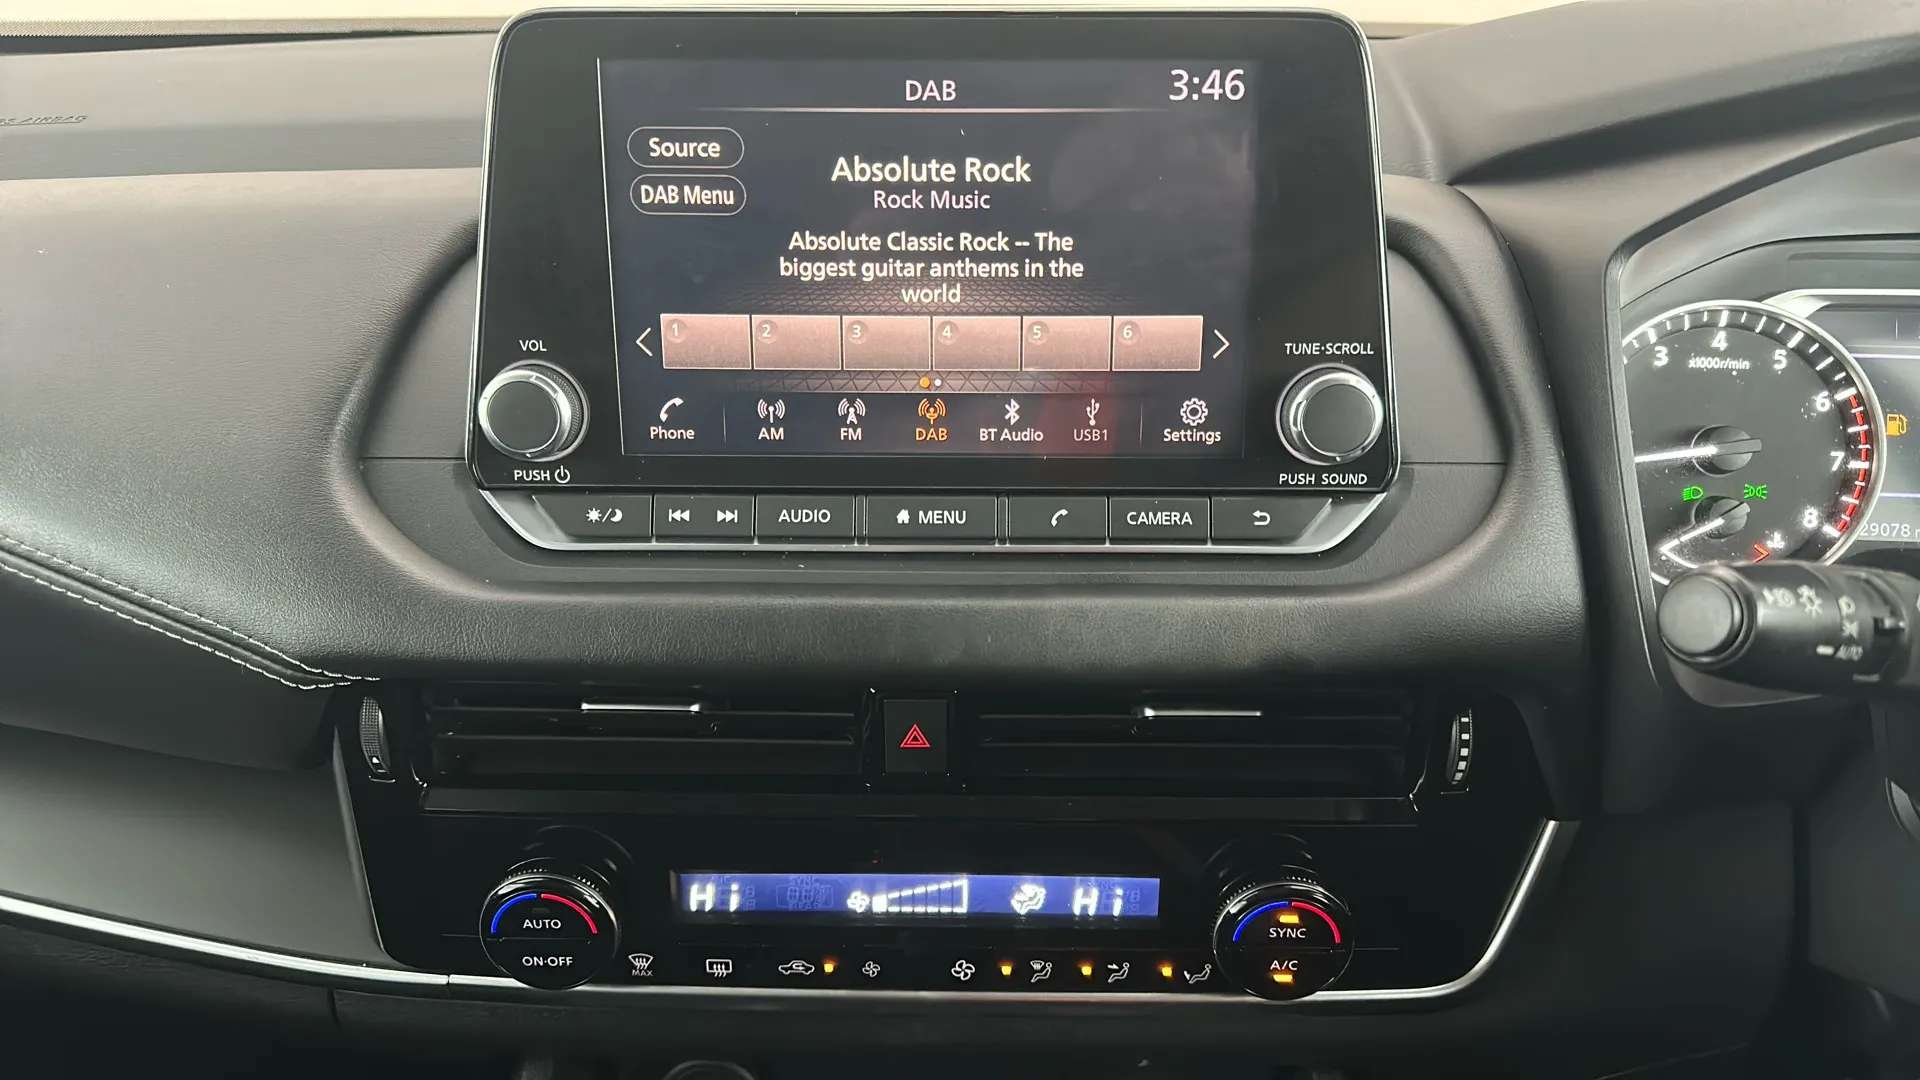 DAB
3:46
Source
DAB Menu
Absolute Rock
Rock Music
Absolute Classic Rock -- The
biggest guitar anthems in the
world
1 2 3 4 5 6
Phone AM FM DAB BT Audio USB1 Settings
VOL
PUSH
TUNE·SCROLL
PUSH SOUND
AUDIO MENU CAMERA
3 4 5 6 7 8
x1000r/min
29078
AUTO
AIRBAG
Hi Hi
AUTO
ON·OFF
MAX
SYNC
A/C